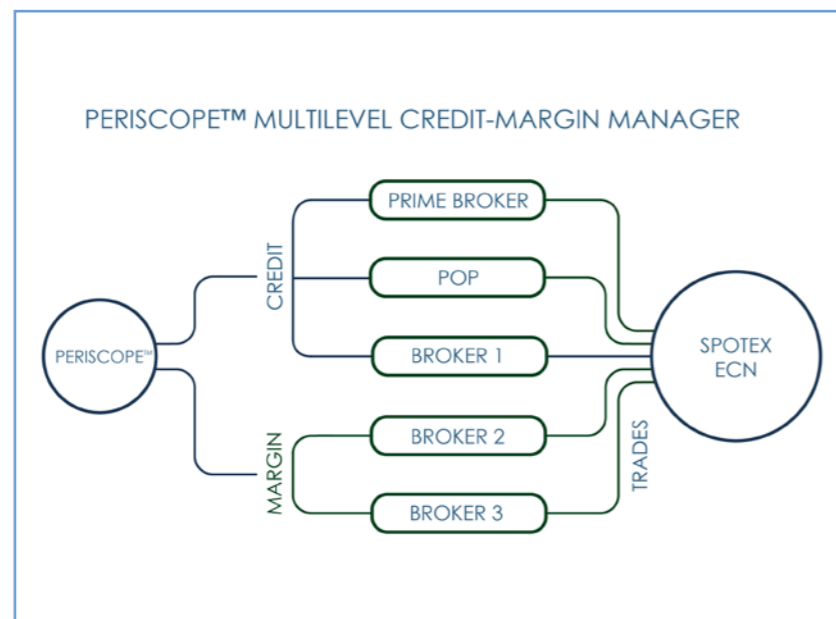 PERISCOPE™ MULTILEVEL CREDIT-MARGIN MANAGER
PERISCOPE™
CREDIT
MARGIN
PRIME BROKER
POP
BROKER 1
BROKER 2
BROKER 3
TRADES
SPOTEX
ECN